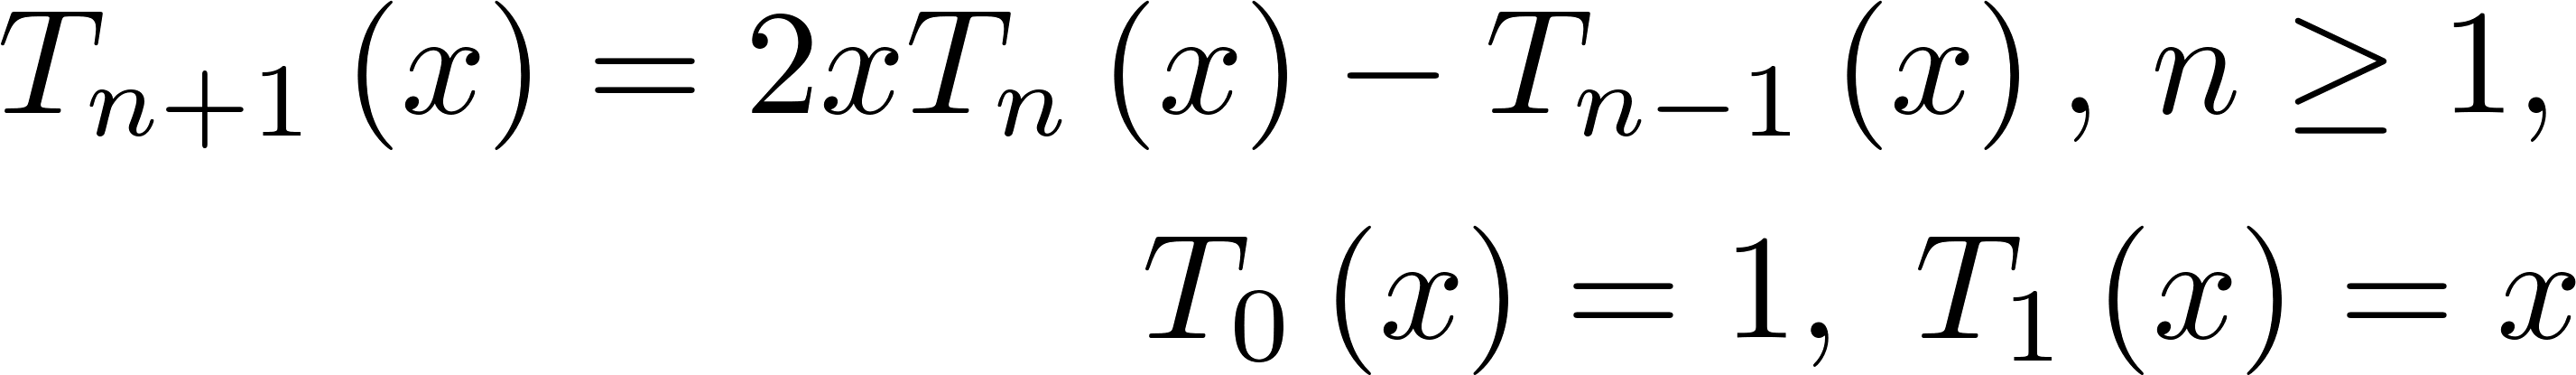 T_{n+1} (x) = 2xT_n (x) − T_{n−1} (x) , n ≥ 1,
T_0 (x) = 1, T_1 (x) = x